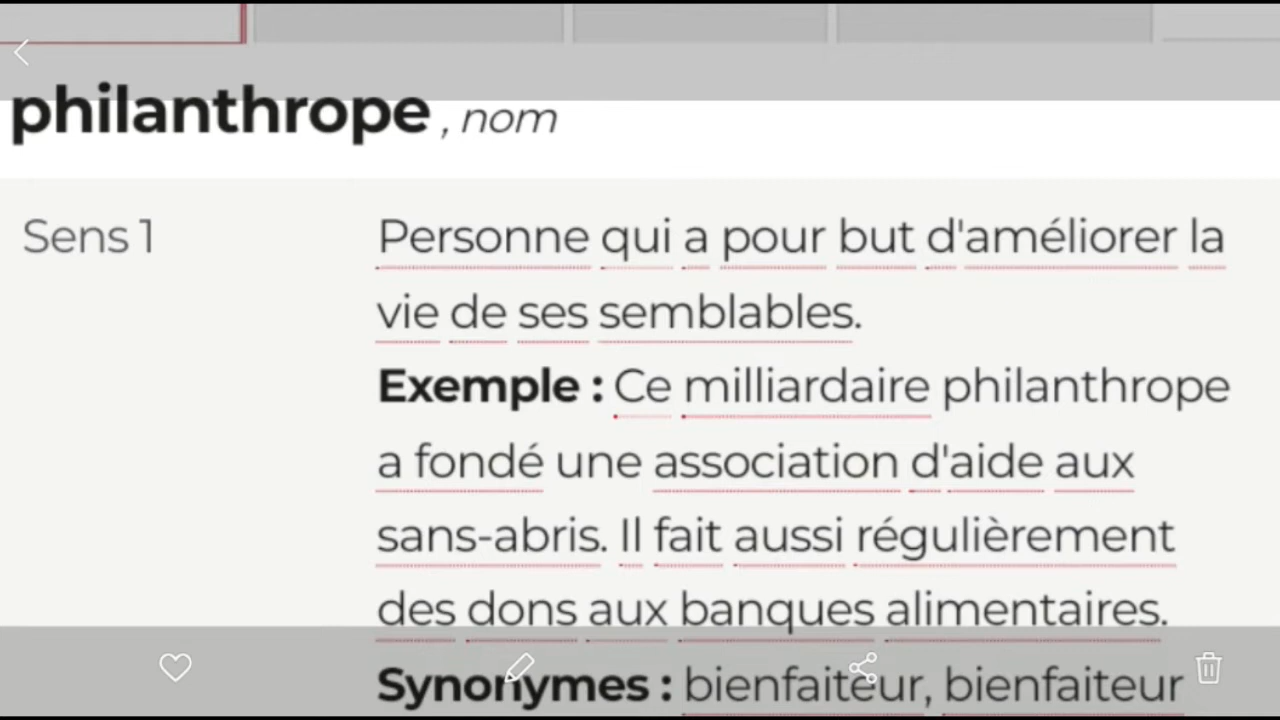 philanthrope , nom
Sens 1
Personne qui a pour but d'améliorer la
vie de ses semblables.
Exemple : Ce milliardaire philanthrope
a fondé une association d'aide aux
sans-abris. Il fait aussi régulièrement
des dons aux banques alimentaires.
Synonymes : bienfaiteur, bienfaiteur